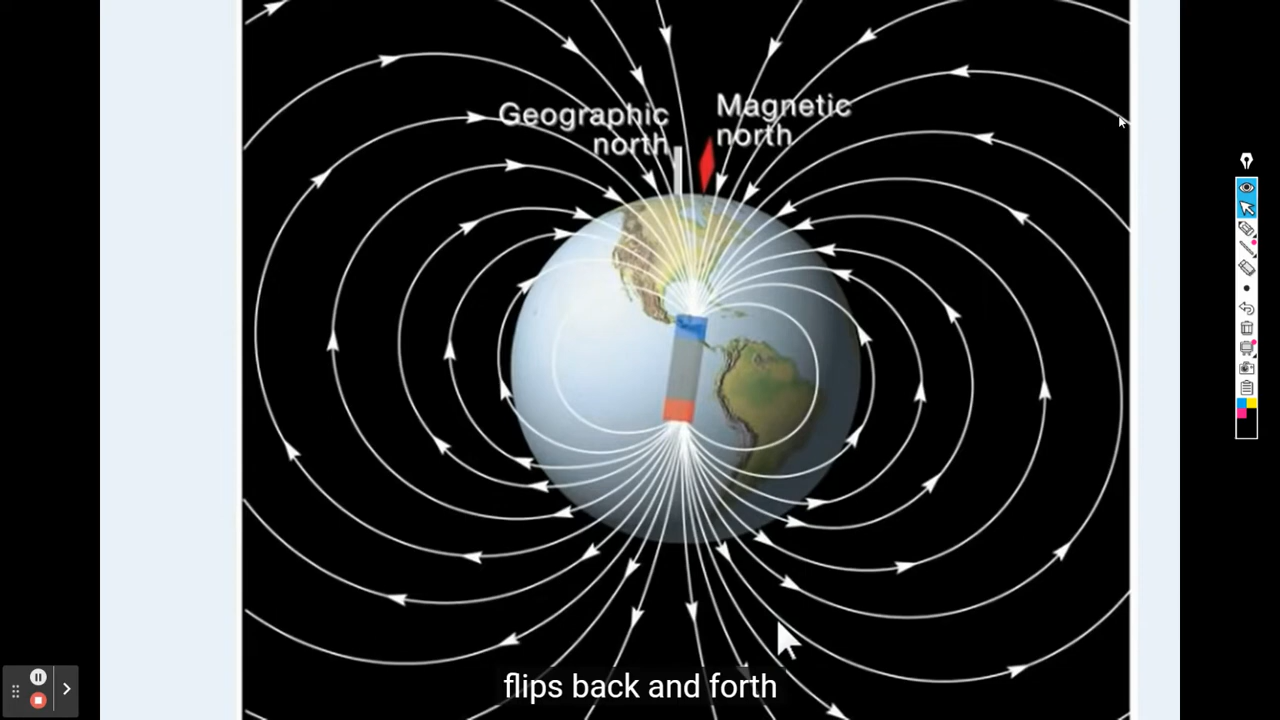 Geographic
north
Magnetic
north
flips back and forth